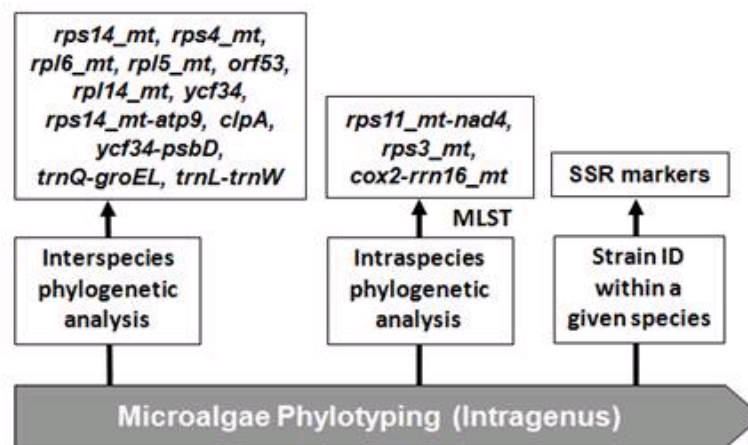 rps14_mt, rps4_mt,
rpl6_mt, rpl5_mt, orf53,
rpl14_mt, ycf34,
rps14_mt-atp9, clpA,
ycf34-psbD,
trnQ-groEL, trnL-trnW
rps11_mt-nad4,
rps3_mt,
cox2-rrn16_mt
SSR markers
MLST
Interspecies
phylogenetic
analysis
Intraspecies
phylogenetic
analysis
Strain ID
within a
given species
Microalgae Phylotyping (Intragenus)